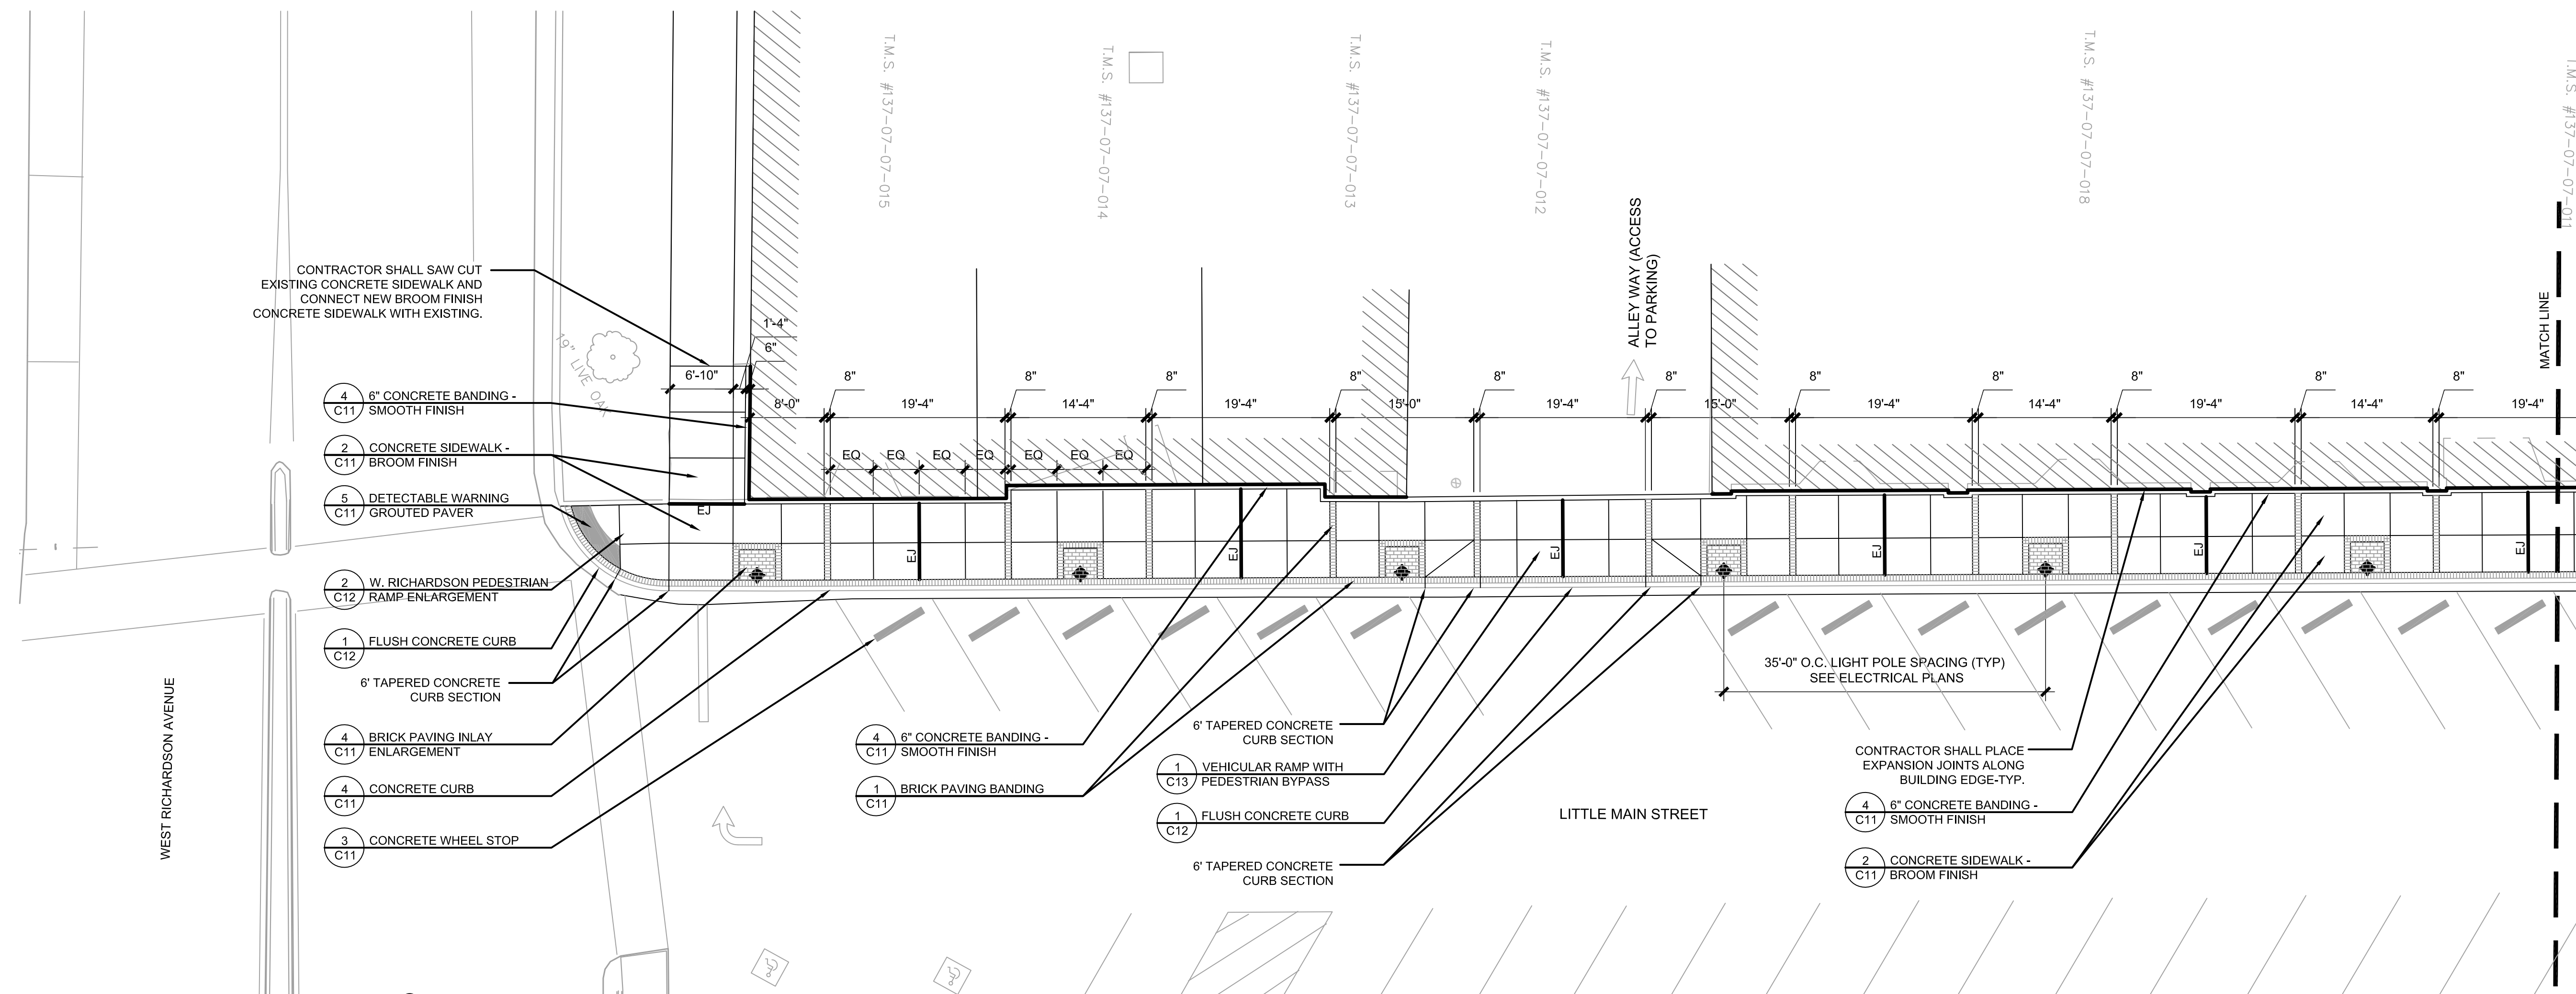 T.M.S. #137-07-07-015
T.M.S. #137-07-07-014
T.M.S. #137-07-07-013
T.M.S. #137-07-07-012
T.M.S. #137-07-07-018
T.M.S. #137-07-07-011
ALLEY WAY (ACCESS
TO PARKING)
MATCH LINE
CONTRACTOR SHALL SAW CUT
EXISTING CONCRETE SIDEWALK AND
CONNECT NEW BROOM FINISH
CONCRETE SIDEWALK WITH EXISTING.
19" LIVE OAK
1'-4"
6"
6'-10"
8"
8"
8"
8"
8"
8"
8"
8"
8"
8"
8"
8'-0"
19'-4"
14'-4"
19'-4"
15'-0"
19'-4"
15'-0"
19'-4"
14'-4"
19'-4"
14'-4"
19'-4"
EQ
EQ
EQ
EQ
EQ
EQ
EQ
EJ
EJ
EJ
EJ
EJ
EJ
EJ
4
C11
6" CONCRETE BANDING -
SMOOTH FINISH
2
C11
CONCRETE SIDEWALK -
BROOM FINISH
5
C11
DETECTABLE WARNING
GROUTED PAVER
2
C12
W. RICHARDSON PEDESTRIAN
RAMP ENLARGEMENT
1
C12
FLUSH CONCRETE CURB
6' TAPERED CONCRETE
CURB SECTION
4
C11
BRICK PAVING INLAY
ENLARGEMENT
4
C11
CONCRETE CURB
3
C11
CONCRETE WHEEL STOP
WEST RICHARDSON AVENUE
4
C11
6" CONCRETE BANDING -
SMOOTH FINISH
1
C11
BRICK PAVING BANDING
6' TAPERED CONCRETE
CURB SECTION
1
C13
VEHICULAR RAMP WITH
PEDESTRIAN BYPASS
1
C12
FLUSH CONCRETE CURB
6' TAPERED CONCRETE
CURB SECTION
LITTLE MAIN STREET
35'-0" O.C. LIGHT POLE SPACING (TYP)
SEE ELECTRICAL PLANS
CONTRACTOR SHALL PLACE
EXPANSION JOINTS ALONG
BUILDING EDGE-TYP.
4
C11
6" CONCRETE BANDING -
SMOOTH FINISH
2
C11
CONCRETE SIDEWALK -
BROOM FINISH